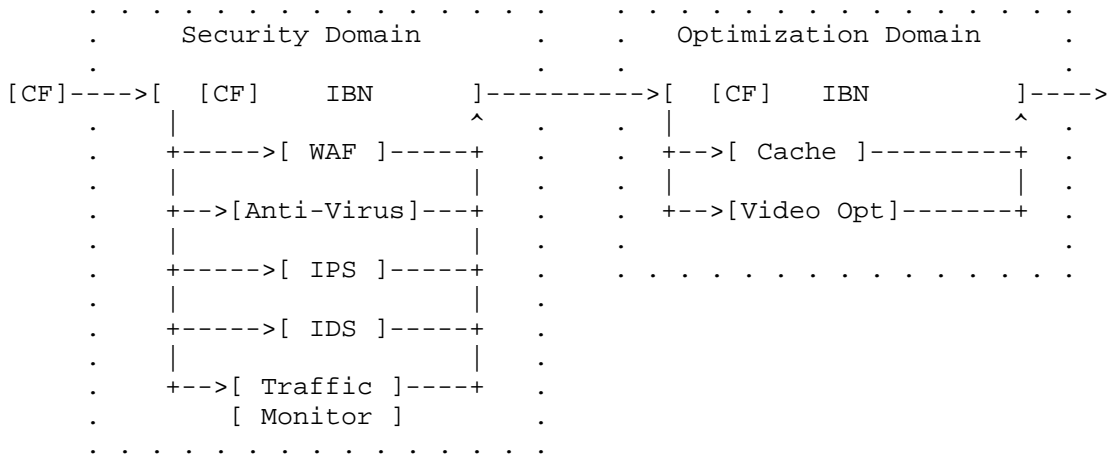 Security Domain Optimization Domain
[CF]---->[ [CF] IBN ]---------->[ [CF] IBN ]---->
+----->[ WAF ]-----+ +-->[ Cache ]---------+
+-->[Anti-Virus]---+ +-->[Video Opt]-------+
+----->[ IPS ]-----+
+----->[ IDS ]-----+
+-->[ Traffic ]----+
[ Monitor ]